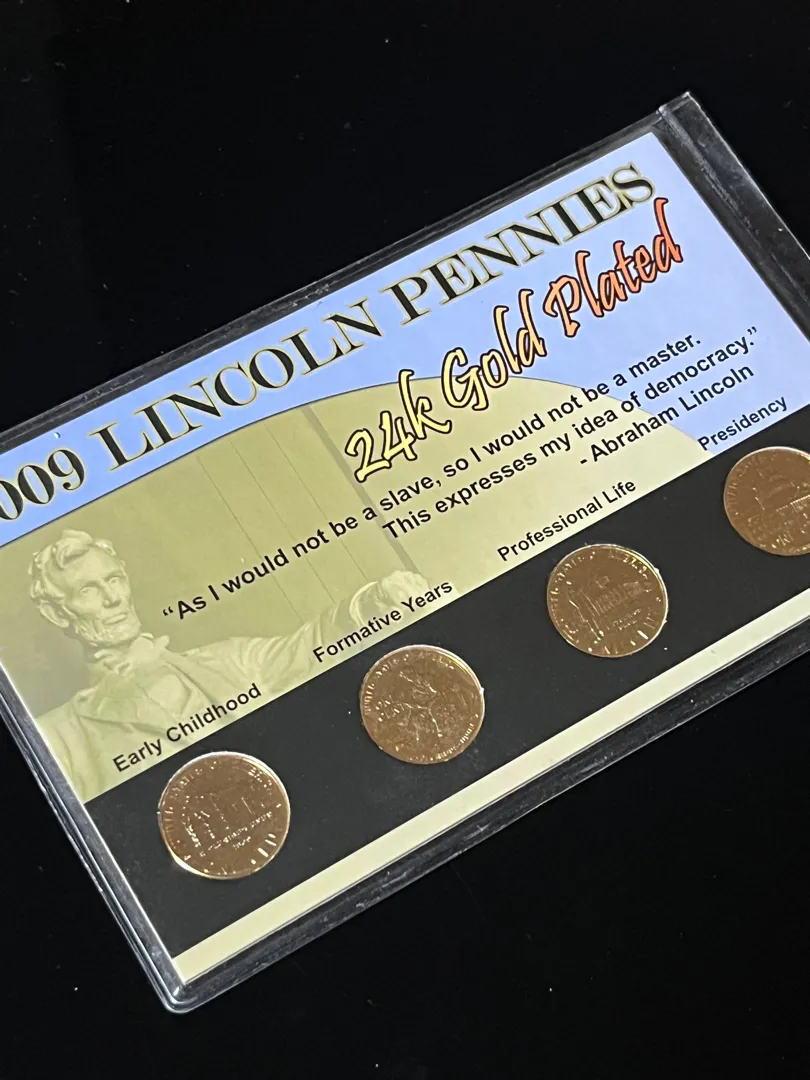 009 LINCOLN PENNIES
24k Gold Plated
“As I would not be a slave, so I would not be a master.
This expresses my idea of democracy.”
- Abraham Lincoln
Early Childhood
Formative Years
Professional Life
Presidency